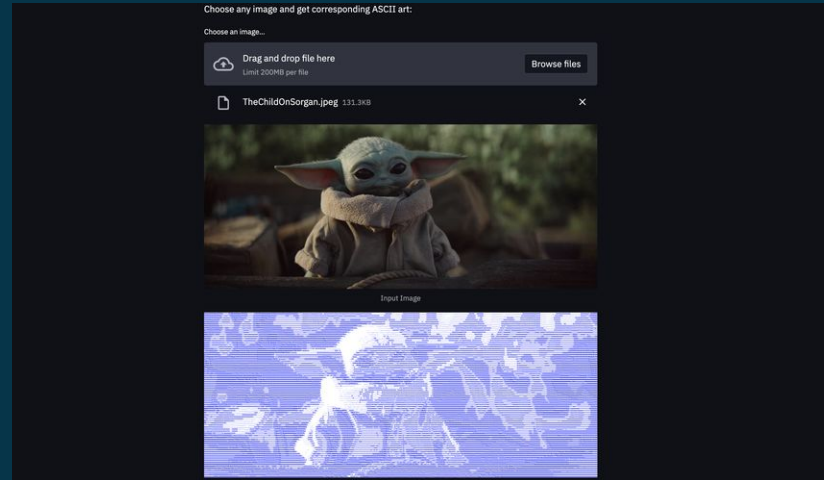 Choose any image and get corresponding ASCII art:
Choose an image...
Drag and drop file here
Limit 200MB per file
Browse files
TheChildOnSorgan.jpeg 131.3KB
Input Image